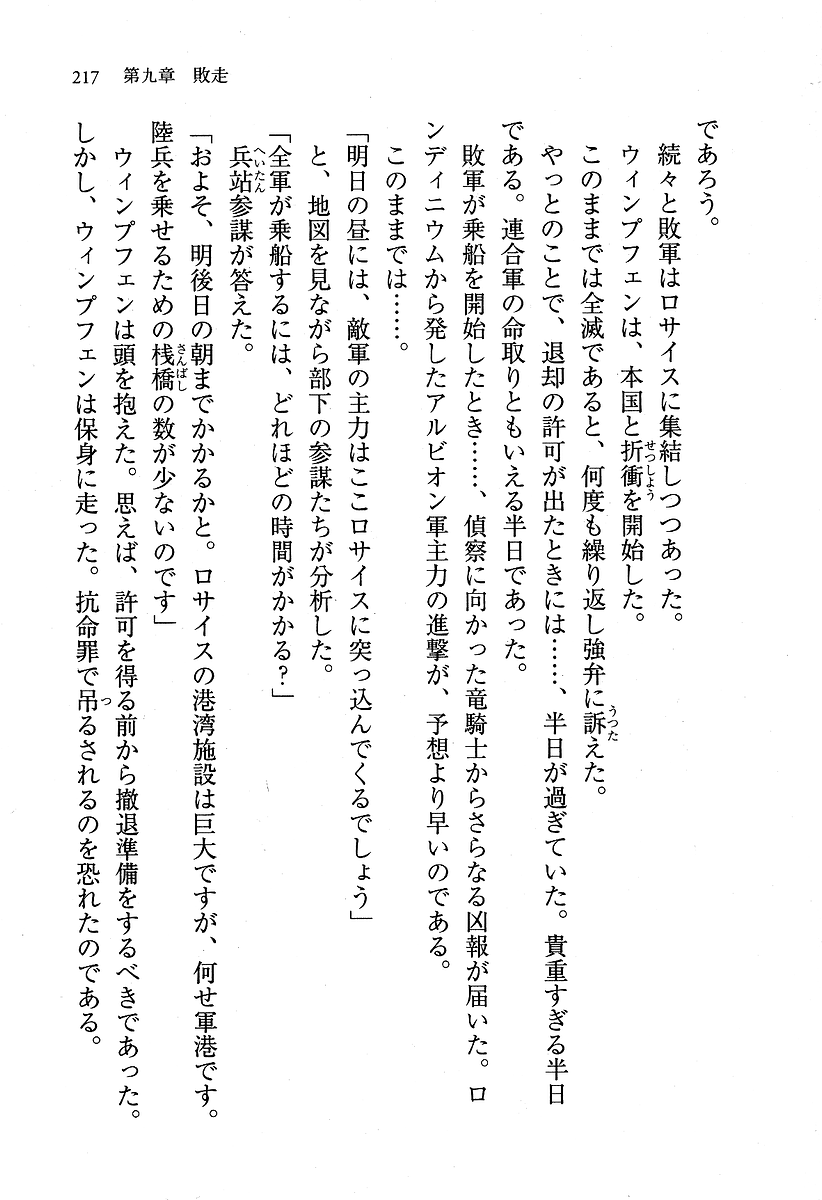 217　第九章　敗走
であろう。
　続々と敗軍はロサイスに集結しつつあった。
　ウィンプフェンは、本国と折衝を開始した。
　このままでは全滅であると、何度も繰り返し強弁に訴えた。
　やっとのことで、退却の許可が出たときには……、半日が過ぎていた。貴重すぎる半日
である。連合軍の命取りともいえる半日であった。
　敗軍が乗船を開始したとき……、偵察に向かった竜騎士からさらなる凶報が届いた。ロ
ンディニウムから発したアルビオン軍主力の進撃が、予想より早いのである。
　このままでは……。
「明日の昼には、敵軍の主力はここロサイスに突っ込んでくるでしょう」
　と、地図を見ながら部下の参謀たちが分析した。
「全軍が乗船するには、どれほどの時間がかかる？」
　兵站参謀が答えた。
「およそ、明後日の朝までかかるかと。ロサイスの港湾施設は巨大ですが、何せ軍港です。
陸兵を乗せるための桟橋の数が少ないのです」
　ウィンプフェンは頭を抱えた。思えば、許可を得る前から撤退準備をするべきであった。
しかし、ウィンプフェンは保身に走った。抗命罪で吊るされるのを恐れたのである。